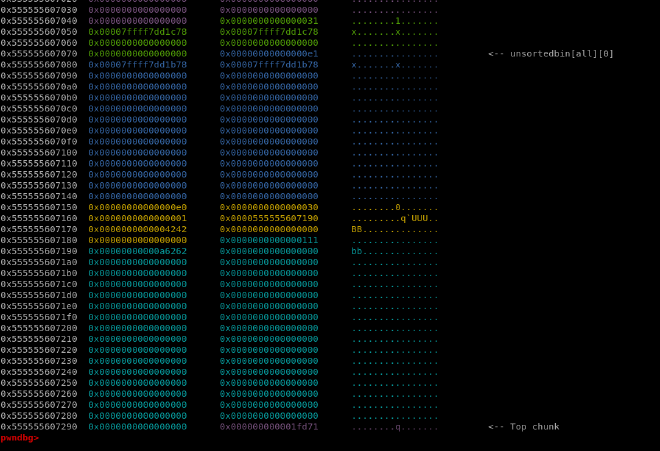 0x555555607030 0x0000000000000000 0x0000000000000000 ................
0x555555607040 0x0000000000000000 0x0000000000000031 ........1.......
0x555555607050 0x00007ffff7dd1c78 0x00007ffff7dd1c78 x.......x.......
0x555555607060 0x0000000000000000 0x0000000000000000 ................
0x555555607070 0x0000000000000000 0x00000000000000e1 ................ <-- unsortedbin[all][0]
0x555555607080 0x00007ffff7dd1b78 0x00007ffff7dd1b78 x.......x.......
0x555555607090 0x0000000000000000 0x0000000000000000 ................
0x5555556070a0 0x0000000000000000 0x0000000000000000 ................
0x5555556070b0 0x0000000000000000 0x0000000000000000 ................
0x5555556070c0 0x0000000000000000 0x0000000000000000 ................
0x5555556070d0 0x0000000000000000 0x0000000000000000 ................
0x5555556070e0 0x0000000000000000 0x0000000000000000 ................
0x5555556070f0 0x0000000000000000 0x0000000000000000 ................
0x555555607100 0x0000000000000000 0x0000000000000000 ................
0x555555607110 0x0000000000000000 0x0000000000000000 ................
0x555555607120 0x0000000000000000 0x0000000000000000 ................
0x555555607130 0x0000000000000000 0x0000000000000000 ................
0x555555607140 0x0000000000000000 0x0000000000000000 ................
0x555555607150 0x00000000000000e0 0x0000000000000030 ........0.......
0x555555607160 0x0000000000000001 0x0000555555607190 .........q`UUU..
0x555555607170 0x0000000000004242 0x0000000000000000 BB..............
0x555555607180 0x0000000000000000 0x0000000000000111 ................
0x555555607190 0x00000000000a6262 0x0000000000000000 bb..............
0x5555556071a0 0x0000000000000000 0x0000000000000000 ................
0x5555556071b0 0x0000000000000000 0x0000000000000000 ................
0x5555556071c0 0x0000000000000000 0x0000000000000000 ................
0x5555556071d0 0x0000000000000000 0x0000000000000000 ................
0x5555556071e0 0x0000000000000000 0x0000000000000000 ................
0x5555556071f0 0x0000000000000000 0x0000000000000000 ................
0x555555607200 0x0000000000000000 0x0000000000000000 ................
0x555555607210 0x0000000000000000 0x0000000000000000 ................
0x555555607220 0x0000000000000000 0x0000000000000000 ................
0x555555607230 0x0000000000000000 0x0000000000000000 ................
0x555555607240 0x0000000000000000 0x0000000000000000 ................
0x555555607250 0x0000000000000000 0x0000000000000000 ................
0x555555607260 0x0000000000000000 0x0000000000000000 ................
0x555555607270 0x0000000000000000 0x0000000000000000 ................
0x555555607280 0x0000000000000000 0x0000000000000000 ................
0x555555607290 0x0000000000000000 0x000000000001fd71 ........q....... <-- Top chunk
pwndbg>